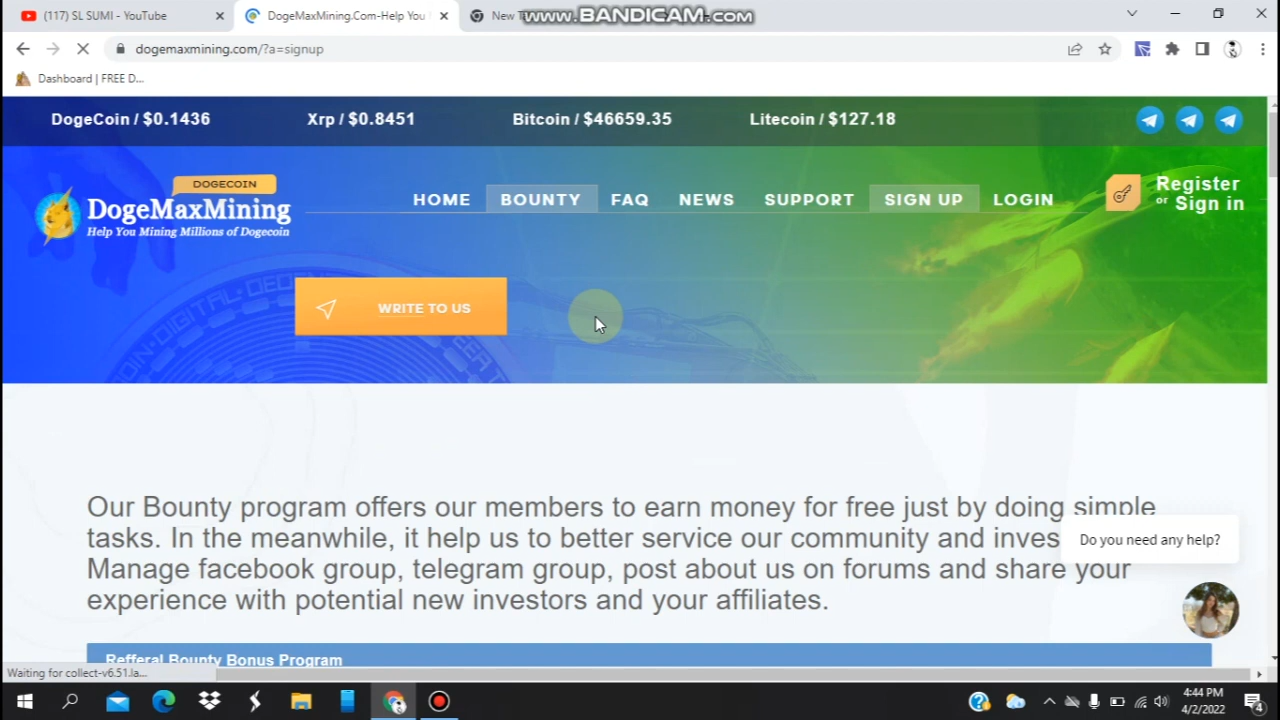 (117) SL SUMI - YouTube
DogeMaxMining.Com-Help You
New T
www.BANDICAM.com
dogemaxmining.com/?a=signup
Dashboard | FREE D...
DogeCoin / $0.1436
Xrp / $0.8451
Bitcoin / $46659.35
Litecoin / $127.18
DOGECOIN
DogeMaxMining
Help You Mining Millions of Dogecoin
HOME
BOUNTY
FAQ
NEWS
SUPPORT
SIGN UP
LOGIN
Register
or Sign in
WRITE TO US
Our Bounty program offers our members to earn money for free just by doing simple
tasks. In the meanwhile, it help us to better service our community and inves
Manage facebook group, telegram group, post about us on forums and share your
experience with potential new investors and your affiliates.
Do you need any help?
Refferal Bounty Bonus Program
Waiting for collect-v6.51.la...
4:44 PM
4/2/2022
4